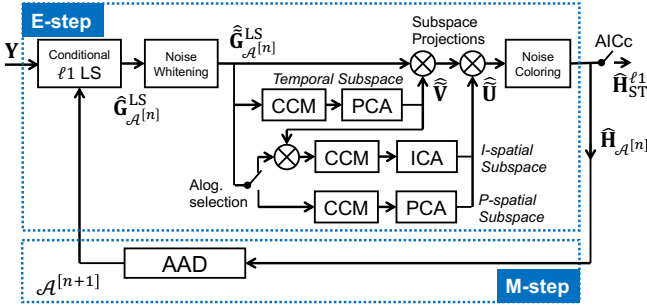 E-step
Y
Conditional
ℓ1 LS
Ĝ^LS_𝒜^[n]
Noise
Whitening
G̃̂^LS_𝒜^[n]
Subspace
Projections
Temporal Subspace
CCM
PCA
Ṽ̂
Ũ̂
Noise
Coloring
AICc
Ĥ^ℓ1_ST
Ĥ_𝒜^[n]
CCM
ICA
I-spatial
Subspace
Alog.
selection
CCM
PCA
P-spatial
Subspace
𝒜^[n+1]
AAD
M-step